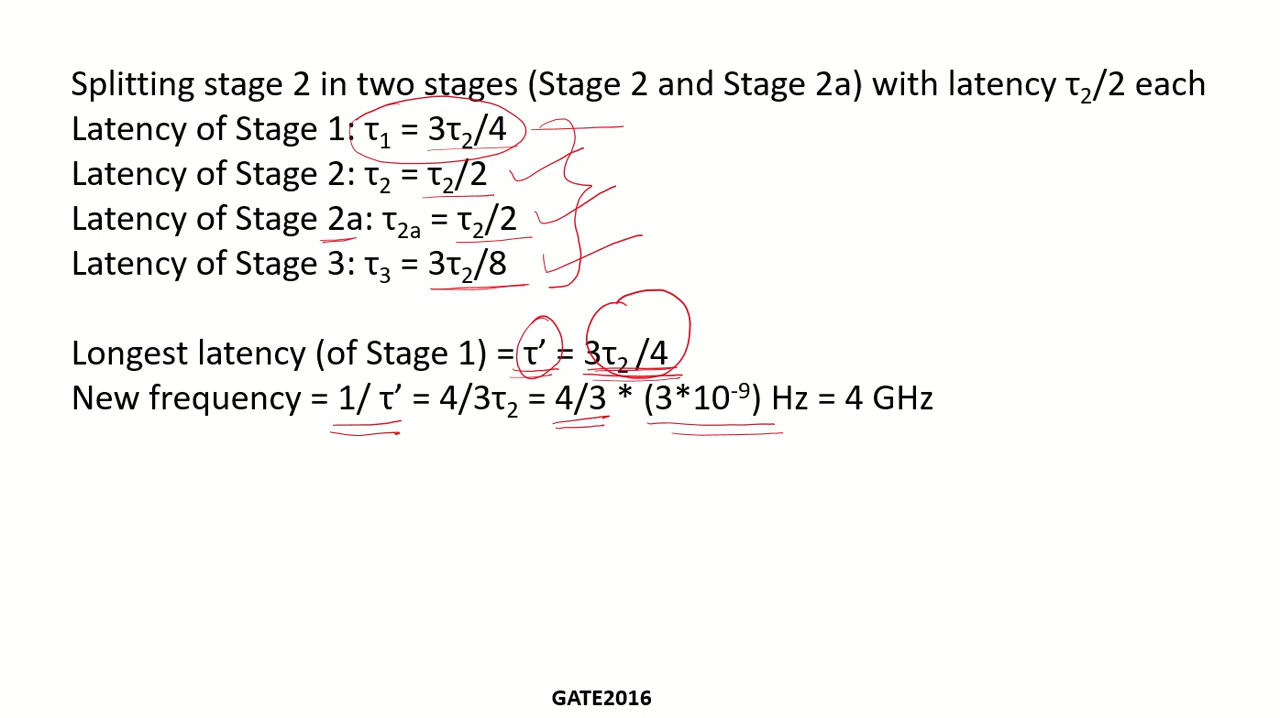 Splitting stage 2 in two stages (Stage 2 and Stage 2a) with latency τ₂/2 each
Latency of Stage 1: τ₁ = 3τ₂/4
Latency of Stage 2: τ₂ = τ₂/2
Latency of Stage 2a: τ₂ₐ = τ₂/2
Latency of Stage 3: τ₃ = 3τ₂/8
Longest latency (of Stage 1) = τ’ = 3τ₂ /4
New frequency = 1/ τ’ = 4/3τ₂ = 4/3 * (3*10⁻⁹) Hz = 4 GHz
GATE2016